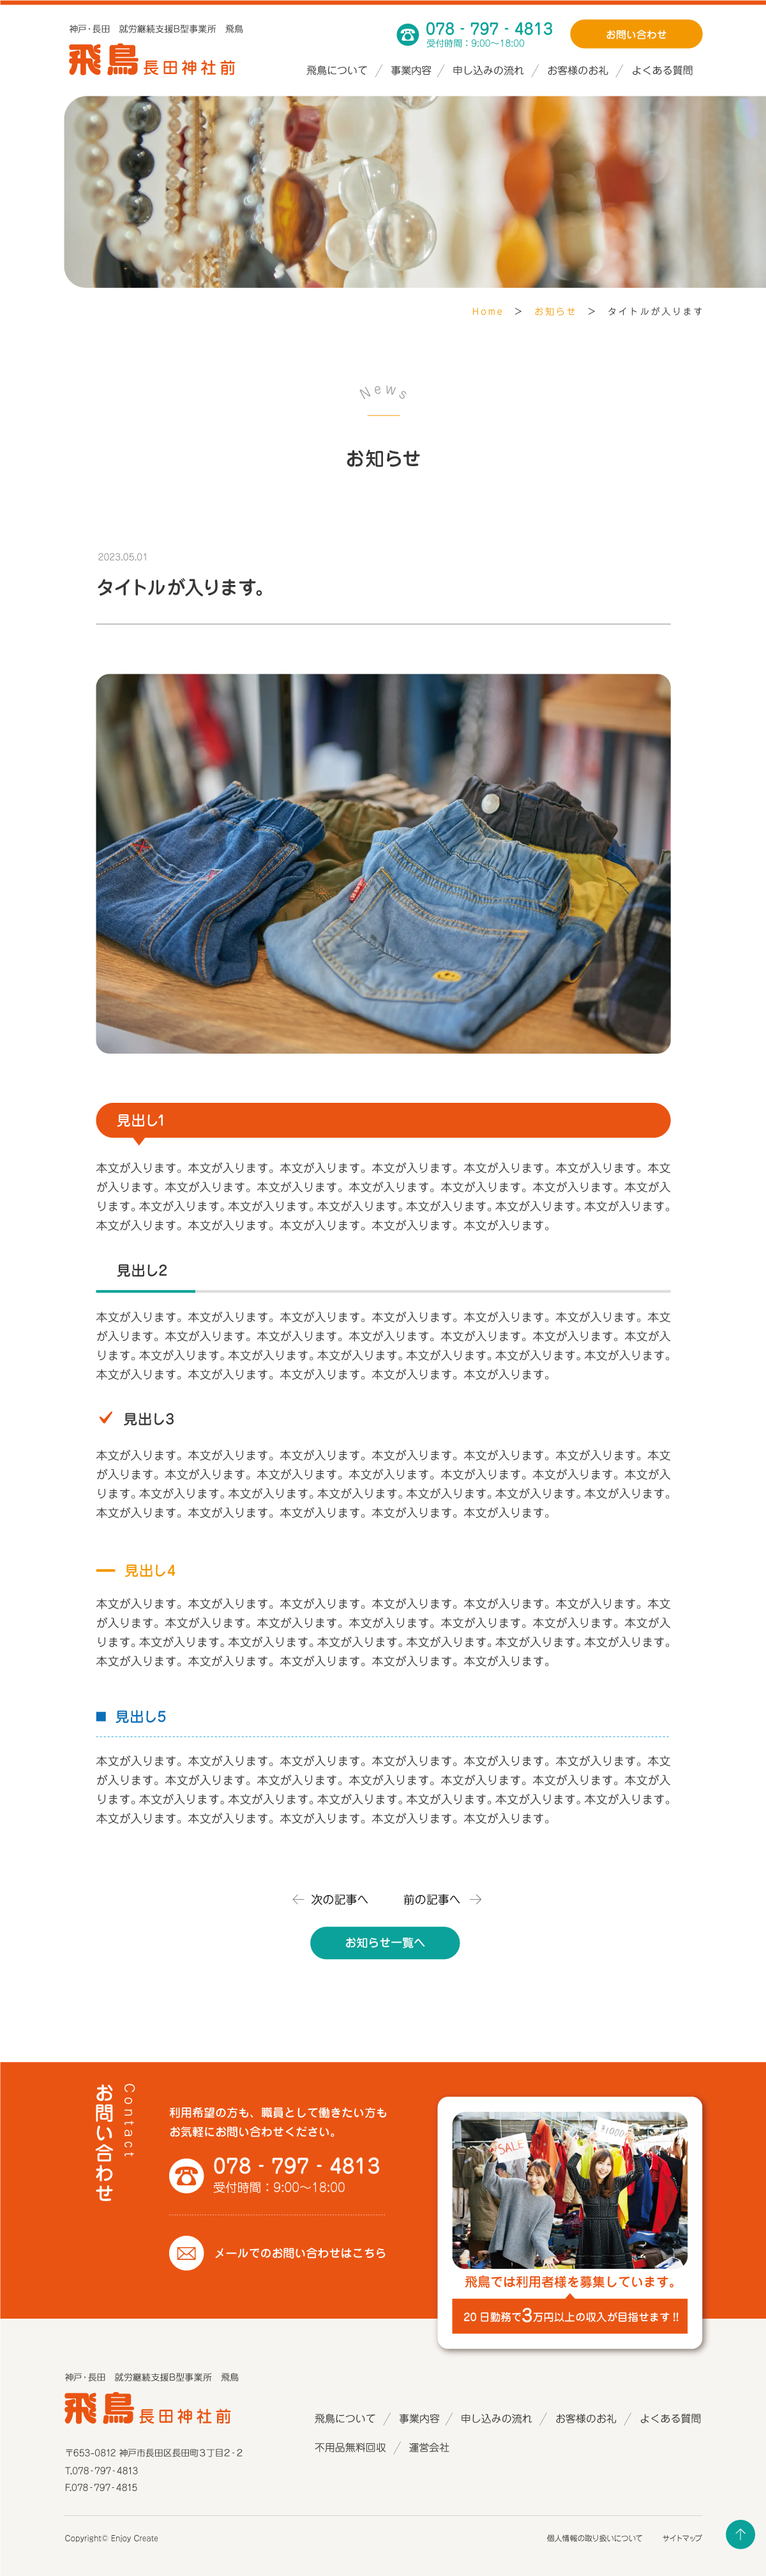 神戸・長田　就労継続支援B型事業所　飛鳥
飛鳥 長田神社前
078 - 797 - 4813
受付時間：9:00～18:00
お問い合わせ
飛鳥について ／ 事業内容 ／ 申し込みの流れ ／ お客様のお礼 ／ よくある質問
Home ＞ お知らせ ＞ タイトルが入ります
News
お知らせ
2023.05.01
タイトルが入ります。
見出し1
本文が入ります。本文が入ります。本文が入ります。本文が入ります。本文が入ります。本文が入ります。本文
が入ります。本文が入ります。本文が入ります。本文が入ります。本文が入ります。本文が入ります。本文が入
ります。本文が入ります。本文が入ります。本文が入ります。本文が入ります。本文が入ります。本文が入ります。
本文が入ります。本文が入ります。本文が入ります。本文が入ります。本文が入ります。
見出し2
本文が入ります。本文が入ります。本文が入ります。本文が入ります。本文が入ります。本文が入ります。本文
が入ります。本文が入ります。本文が入ります。本文が入ります。本文が入ります。本文が入ります。本文が入
ります。本文が入ります。本文が入ります。本文が入ります。本文が入ります。本文が入ります。本文が入ります。
本文が入ります。本文が入ります。本文が入ります。本文が入ります。本文が入ります。
見出し3
本文が入ります。本文が入ります。本文が入ります。本文が入ります。本文が入ります。本文が入ります。本文
が入ります。本文が入ります。本文が入ります。本文が入ります。本文が入ります。本文が入ります。本文が入
ります。本文が入ります。本文が入ります。本文が入ります。本文が入ります。本文が入ります。本文が入ります。
本文が入ります。本文が入ります。本文が入ります。本文が入ります。本文が入ります。
見出し4
本文が入ります。本文が入ります。本文が入ります。本文が入ります。本文が入ります。本文が入ります。本文
が入ります。本文が入ります。本文が入ります。本文が入ります。本文が入ります。本文が入ります。本文が入
ります。本文が入ります。本文が入ります。本文が入ります。本文が入ります。本文が入ります。本文が入ります。
本文が入ります。本文が入ります。本文が入ります。本文が入ります。本文が入ります。
見出し5
本文が入ります。本文が入ります。本文が入ります。本文が入ります。本文が入ります。本文が入ります。本文
が入ります。本文が入ります。本文が入ります。本文が入ります。本文が入ります。本文が入ります。本文が入
ります。本文が入ります。本文が入ります。本文が入ります。本文が入ります。本文が入ります。本文が入ります。
本文が入ります。本文が入ります。本文が入ります。本文が入ります。本文が入ります。
← 次の記事へ　前の記事へ →
お知らせ一覧へ
お問い合わせ
Contact
利用希望の方も、職員として働きたい方も
お気軽にお問い合わせください。
078 - 797 - 4813
受付時間：9:00～18:00
メールでのお問い合わせはこちら
SALE
¥1000
飛鳥では利用者様を募集しています。
20日勤務で3万円以上の収入が目指せます!!
神戸・長田　就労継続支援B型事業所　飛鳥
飛鳥 長田神社前
〒653-0812 神戸市長田区長田町3丁目2-2
T.078-797-4813
F.078-797-4815
飛鳥について ／ 事業内容 ／ 申し込みの流れ ／ お客様のお礼 ／ よくある質問
不用品無料回収 ／ 運営会社
Copyright© Enjoy Create
個人情報の取り扱いについて　サイトマップ